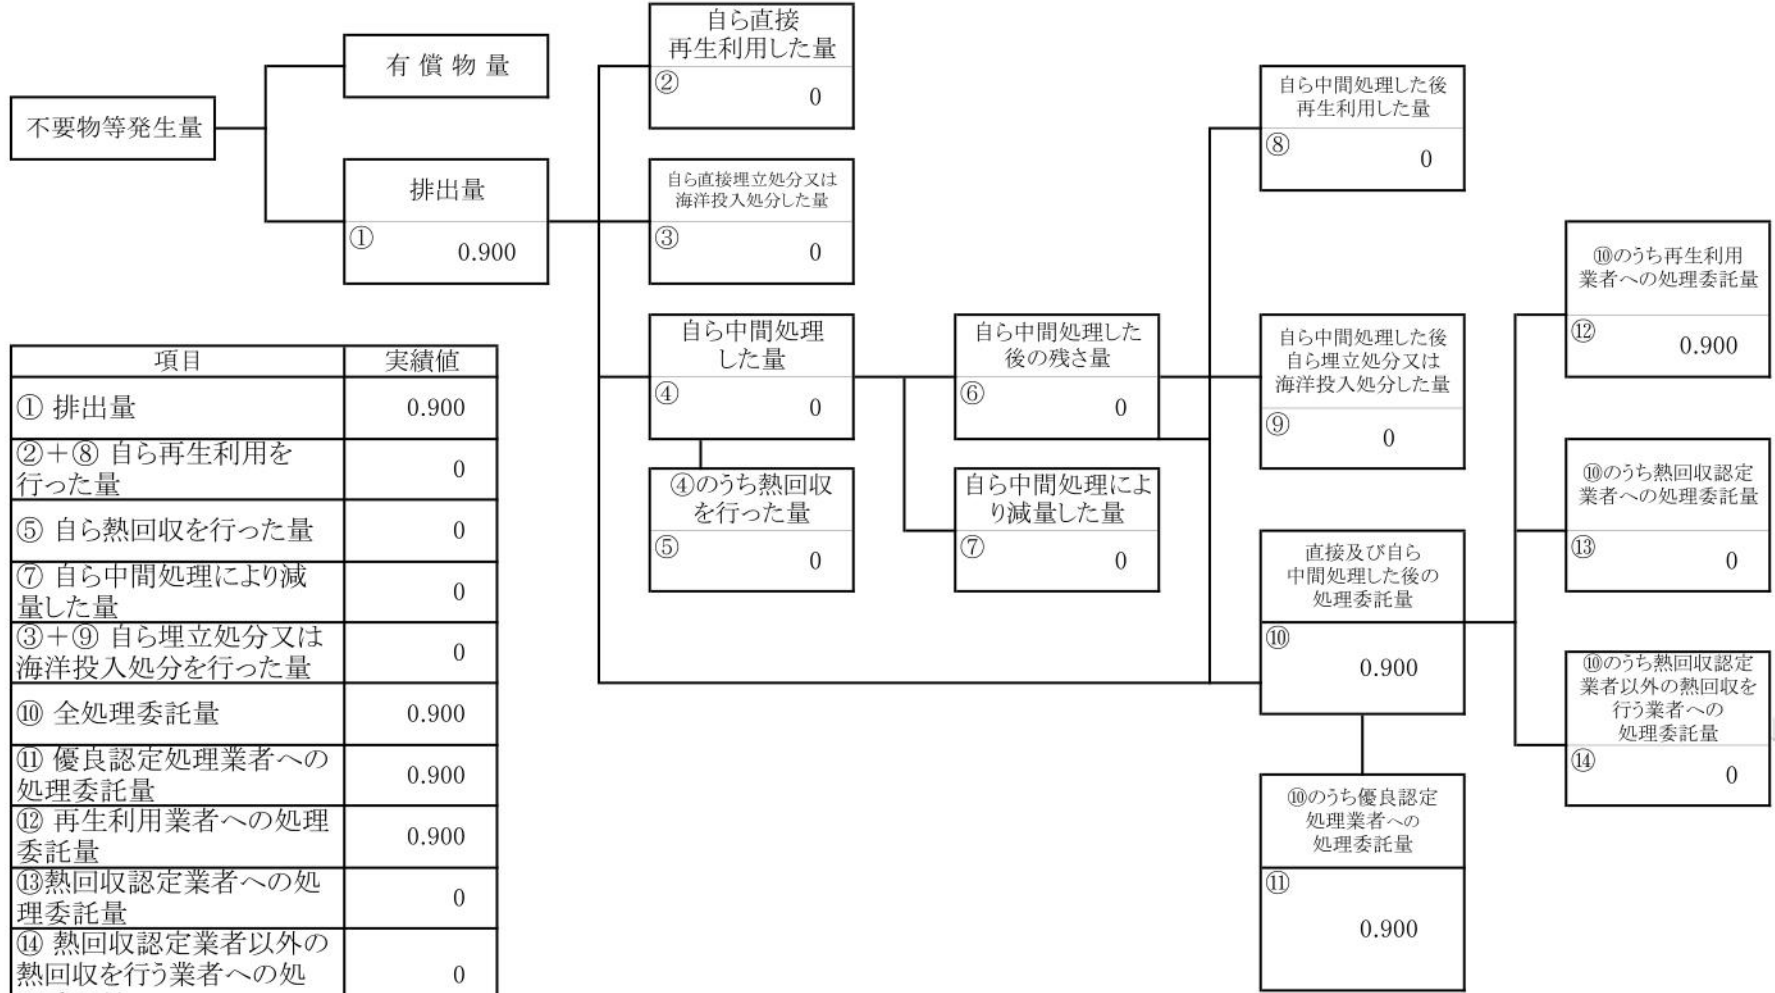 不要物等発生量
有 償 物 量
排出量
①
0.900
自ら直接
再生利用した量
②
0
自ら直接埋立処分又は
海洋投入処分した量
③
0
自ら中間処理
した量
④
0
④のうち熱回収
を行った量
⑤
0
自ら中間処理した
後の残さ量
⑥
0
自ら中間処理によ
り減量した量
⑦
0
自ら中間処理した後
再生利用した量
⑧
0
自ら中間処理した後
自ら埋立処分又は
海洋投入処分した量
⑨
0
直接及び自ら
中間処理した後の
処理委託量
⑩
0.900
⑩のうち優良認定
処理業者への
処理委託量
⑪
0.900
⑩のうち再生利用
業者への処理委託量
⑫
0.900
⑩のうち熱回収認定
業者への処理委託量
⑬
0
⑩のうち熱回収認定
業者以外の熱回収を
行う業者への
処理委託量
⑭
0
項目 実績値
① 排出量 0.900
②＋⑧ 自ら再生利用を
行った量 0
⑤ 自ら熱回収を行った量 0
⑦ 自ら中間処理により減
量した量 0
③＋⑨ 自ら埋立処分又は
海洋投入処分を行った量 0
⑩ 全処理委託量 0.900
⑪ 優良認定処理業者への
処理委託量 0.900
⑫ 再生利用業者への処理
委託量 0.900
⑬熱回収認定業者への処
理委託量 0
⑭ 熱回収認定業者以外の
熱回収を行う業者への処 0